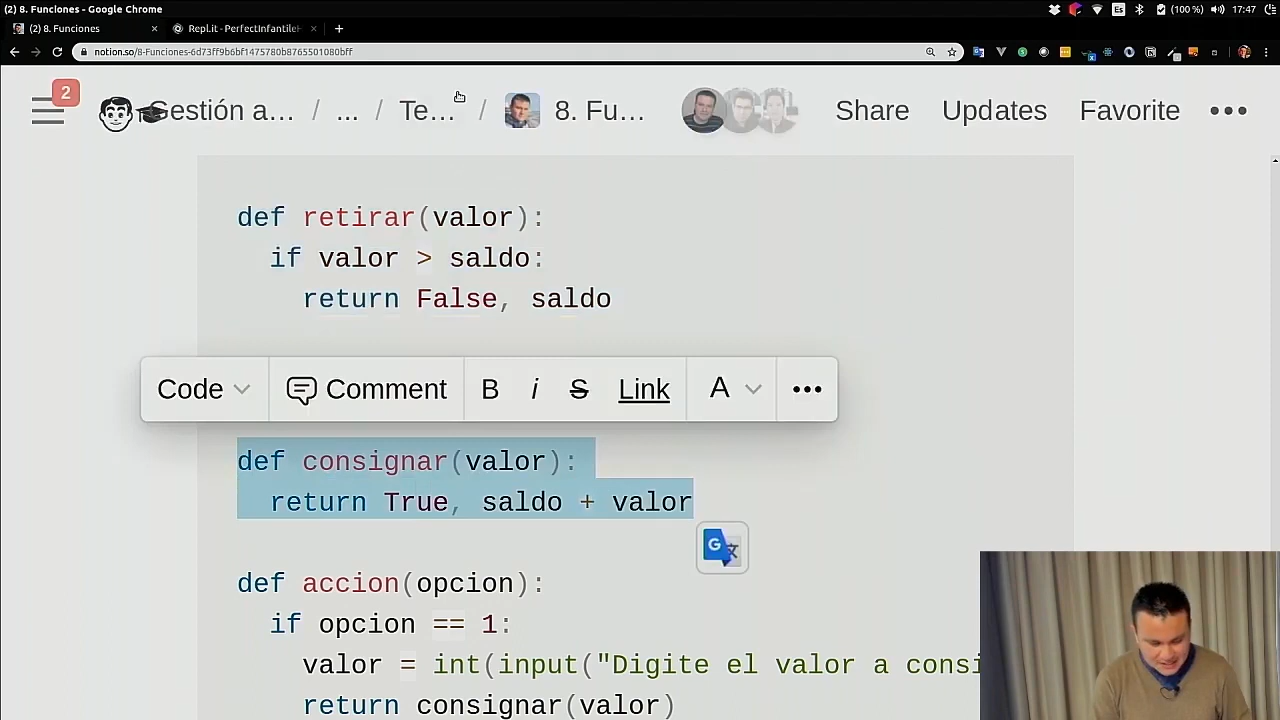 (2) 8. Funciones - Google Chrome
Es
(100 %)
17:47
(2) 8. Funciones
Repl.it - PerfectInfantileH
notion.so/8-Funciones-6d73ff9b6bf1475780b8765501080bff
2
Gestión a... / ... / Te... / 8. Fu...
Share
Updates
Favorite
def retirar(valor):
if valor > saldo:
return False, saldo
Code
Comment
B
i
S
Link
A
def consignar(valor):
return True, saldo + valor
G
def accion(opcion):
if opcion == 1:
valor = int(input("Digite el valor a consi
return consignar(valor)